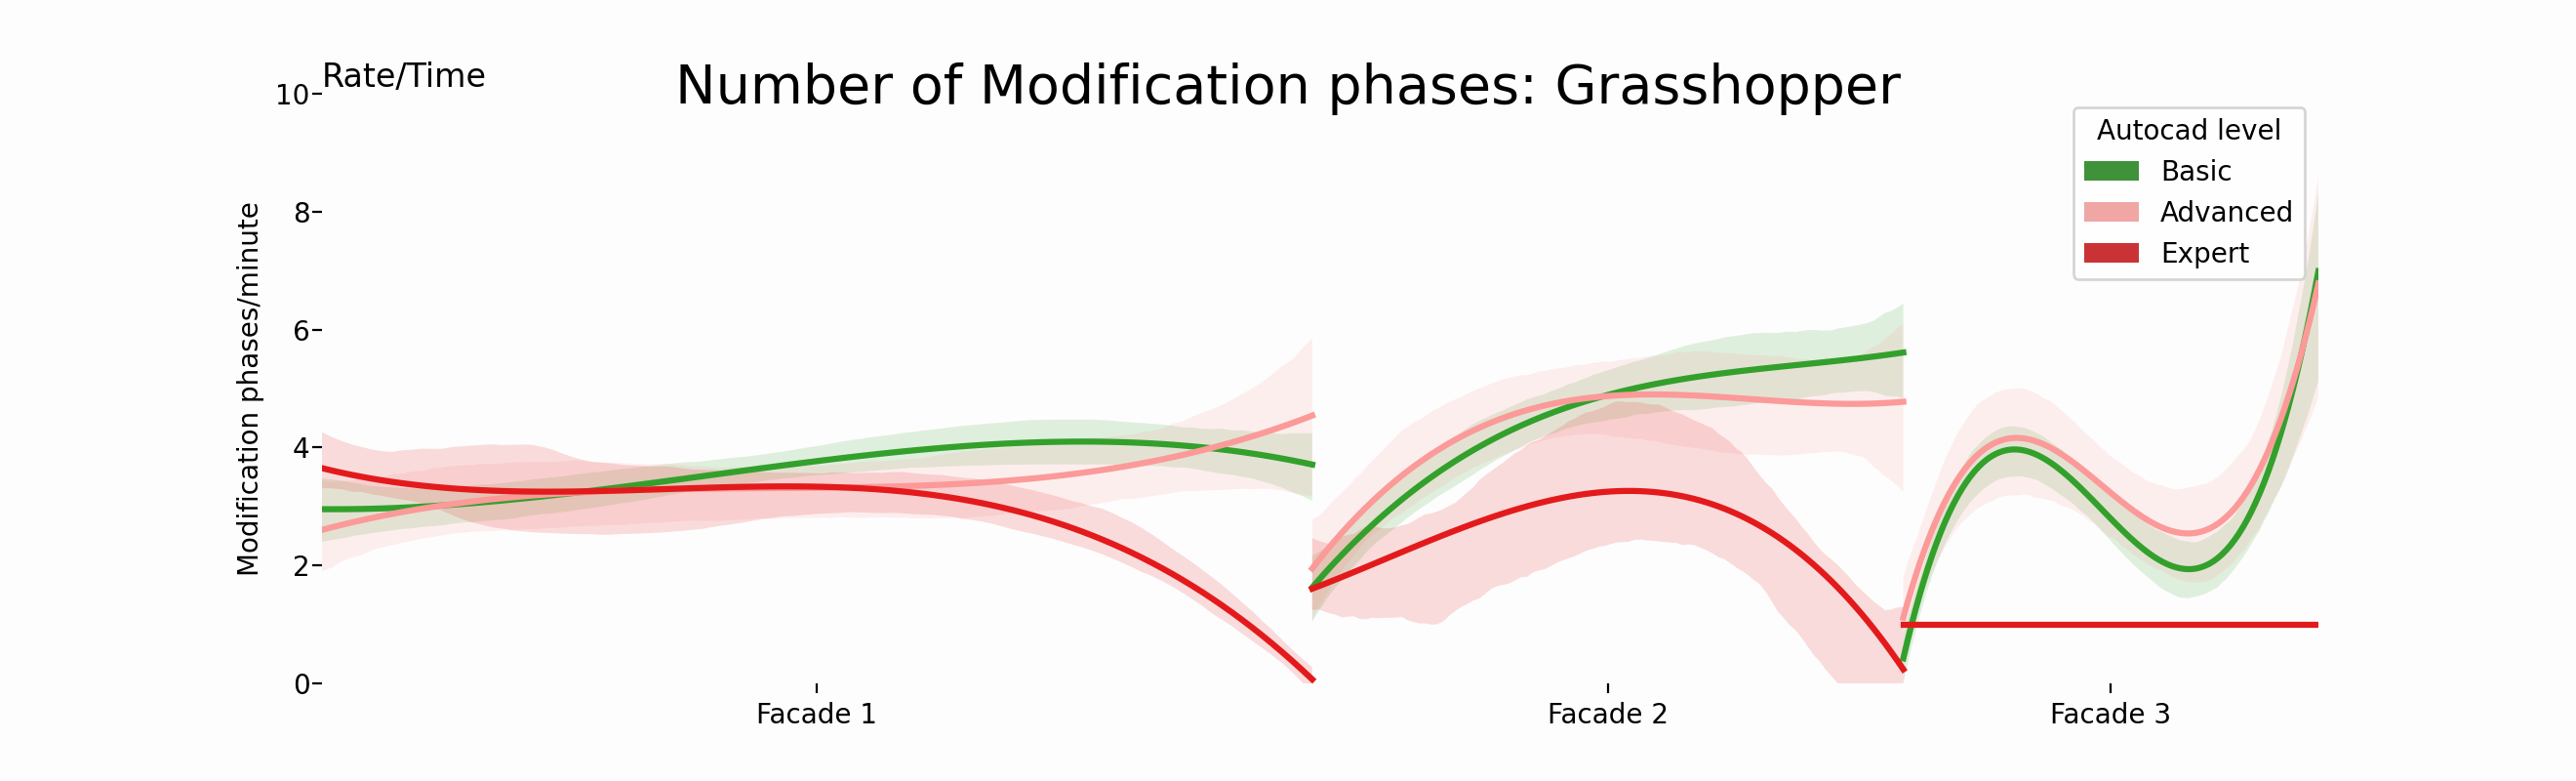 Rate/Time
Number of Modification phases: Grasshopper
Modification phases/minute
10
8
6
4
2
0
Autocad level
Basic
Advanced
Expert
Facade 1
Facade 2
Facade 3